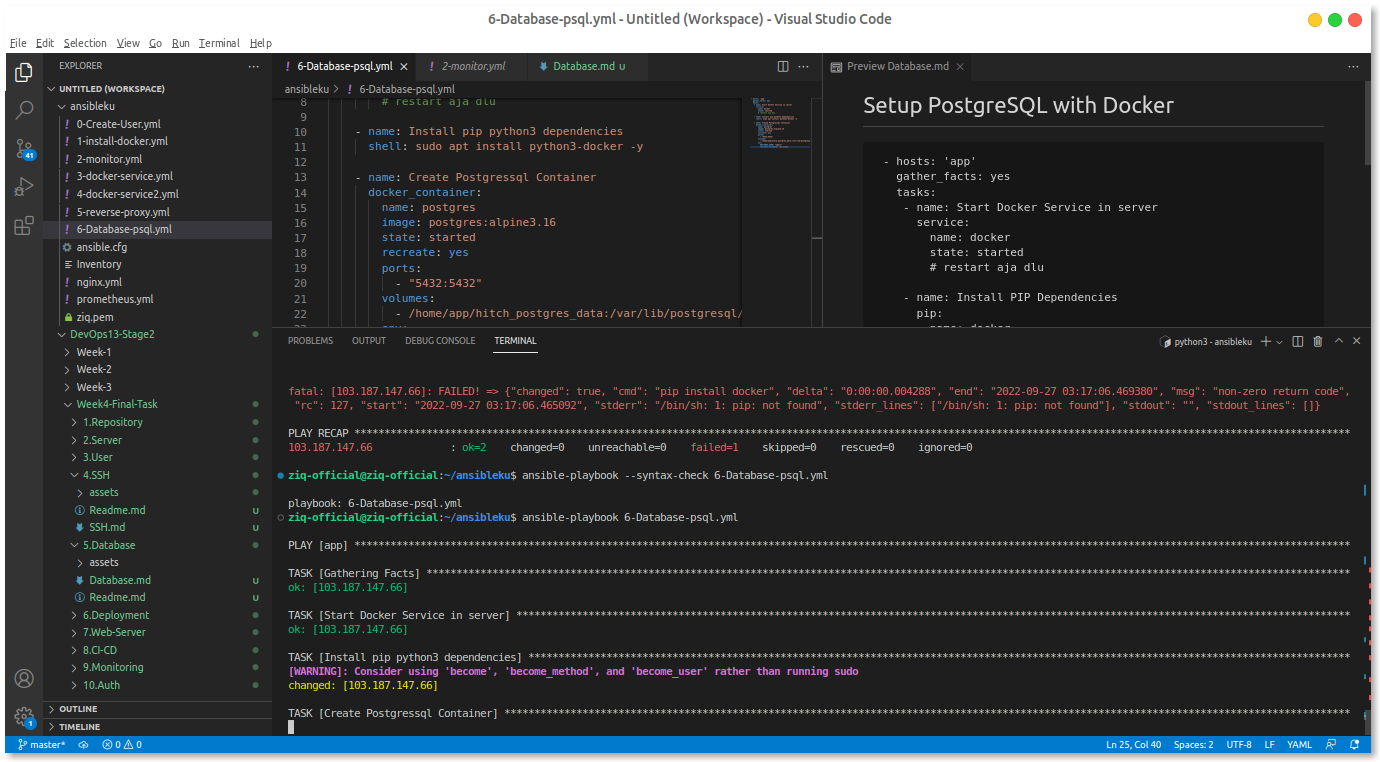 6-Database-psql.yml - Untitled (Workspace) - Visual Studio Code
File Edit Selection View Go Run Terminal Help
EXPLORER
UNTITLED (WORKSPACE)
ansibleku
! 0-Create-User.yml
! 1-install-docker.yml
! 2-monitor.yml
! 3-docker-service.yml
! 4-docker-service2.yml
! 5-reverse-proxy.yml
! 6-Database-psql.yml
ansible.cfg
Inventory
! nginx.yml
! prometheus.yml
ziq.pem
DevOps13-Stage2
Week-1
Week-2
Week-3
Week4-Final-Task
1.Repository
2.Server
3.User
4.SSH
assets
Readme.md U
SSH.md U
5.Database
assets
Database.md U
Readme.md U
6.Deployment
7.Web-Server
8.CI-CD
9.Monitoring
10.Auth
OUTLINE
TIMELINE
41
1
! 6-Database-psql.yml ! 2-monitor.yml Database.md U
ansibleku > ! 6-Database-psql.yml
8 # restart aja dlu
9
10 - name: Install pip python3 dependencies
11 shell: sudo apt install python3-docker -y
12
13 - name: Create Postgressql Container
14 docker_container:
15 name: postgres
16 image: postgres:alpine3.16
17 state: started
18 recreate: yes
19 ports:
20 - "5432:5432"
21 volumes:
22 - /home/app/hitch_postgres_data:/var/lib/postgresql/
Preview Database.md
Setup PostgreSQL with Docker
- hosts: 'app'
gather_facts: yes
tasks:
- name: Start Docker Service in server
service:
name: docker
state: started
# restart aja dlu
- name: Install PIP Dependencies
pip:
name: docker
PROBLEMS OUTPUT DEBUG CONSOLE TERMINAL
python3 - ansibleku
fatal: [103.187.147.66]: FAILED! => {"changed": true, "cmd": "pip install docker", "delta": "0:00:00.004288", "end": "2022-09-27 03:17:06.469380", "msg": "non-zero return code",
"rc": 127, "start": "2022-09-27 03:17:06.465092", "stderr": "/bin/sh: 1: pip: not found", "stderr_lines": ["/bin/sh: 1: pip: not found"], "stdout": "", "stdout_lines": []}
PLAY RECAP ****
103.187.147.66 : ok=2 changed=0 unreachable=0 failed=1 skipped=0 rescued=0 ignored=0
ziq-official@ziq-official:~/ansibleku$ ansible-playbook --syntax-check 6-Database-psql.yml
playbook: 6-Database-psql.yml
ziq-official@ziq-official:~/ansibleku$ ansible-playbook 6-Database-psql.yml
PLAY [app] ****
TASK [Gathering Facts] ****
ok: [103.187.147.66]
TASK [Start Docker Service in server] ****
ok: [103.187.147.66]
TASK [Install pip python3 dependencies] ****
[WARNING]: Consider using 'become', 'become_method', and 'become_user' rather than running sudo
changed: [103.187.147.66]
TASK [Create Postgressql Container] ****
master* 0 0 Ln 25, Col 40 Spaces: 2 UTF-8 LF YAML